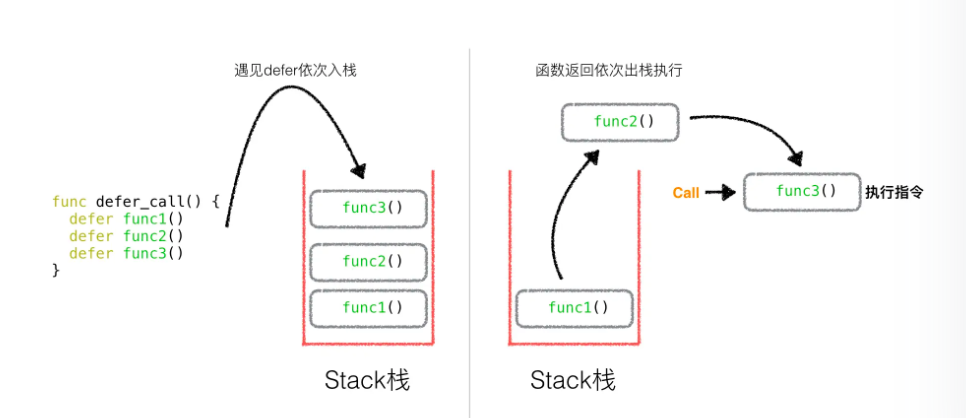 遇见defer依次入栈
func defer_call() {
  defer func1()
  defer func2()
  defer func3()
}
func3()
func2()
func1()
Stack栈
函数返回依次出栈执行
func2()
Call
func3()
执行指令
func1()
Stack栈